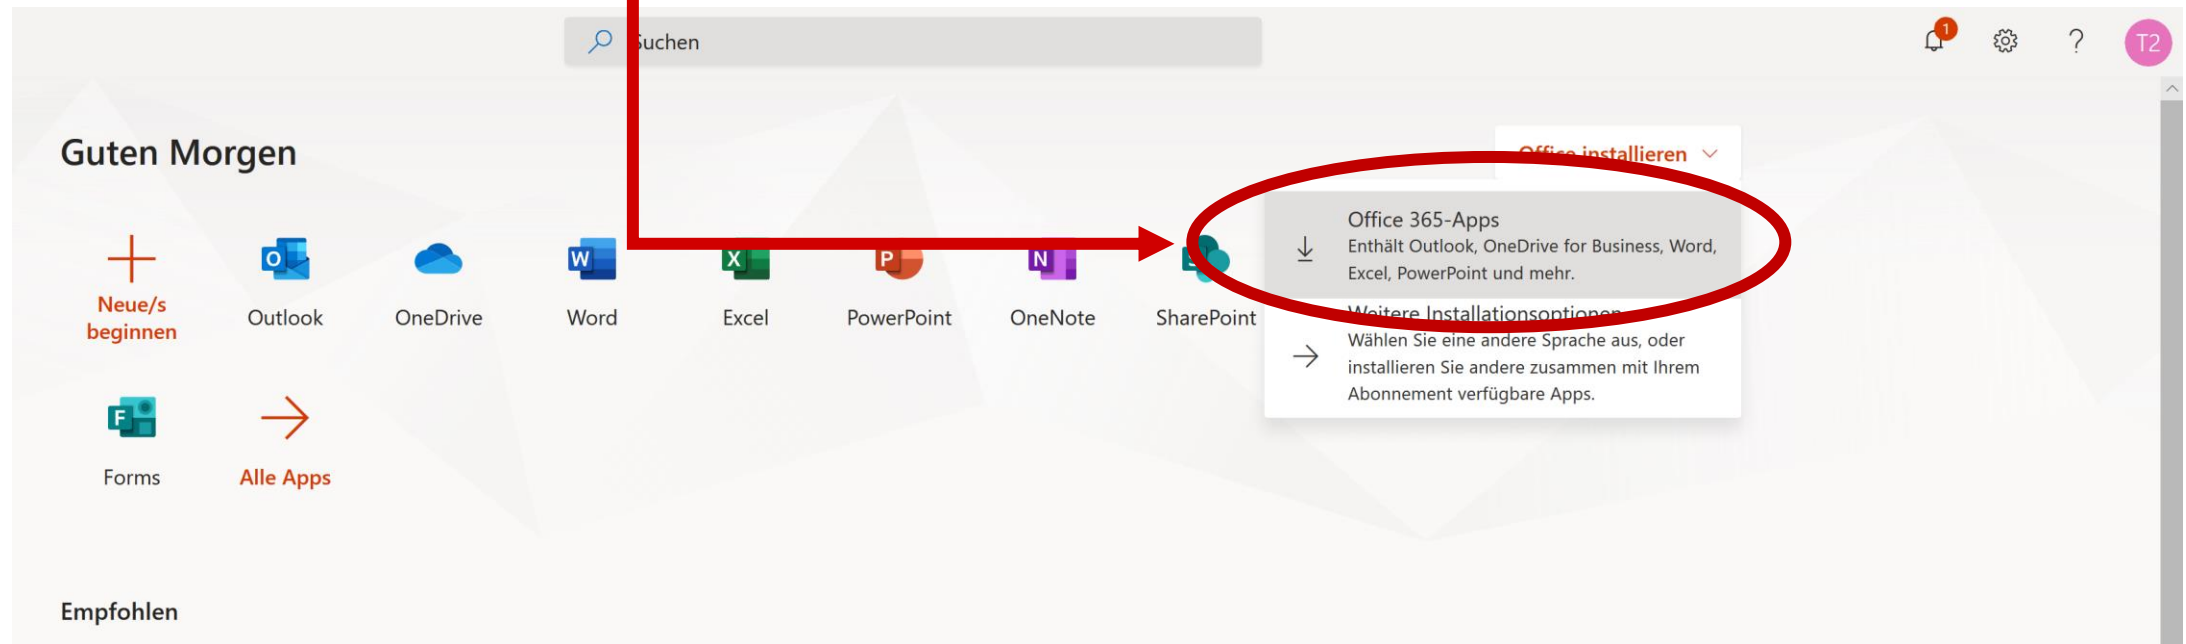 Suchen
1
T2
Guten Morgen
Office installieren
Office 365-Apps
Enthält Outlook, OneDrive for Business, Word,
Excel, PowerPoint und mehr.
Weitere Installationsoptionen
Wählen Sie eine andere Sprache aus, oder
installieren Sie andere zusammen mit Ihrem
Abonnement verfügbare Apps.
Neue/s
beginnen
Outlook
OneDrive
Word
Excel
PowerPoint
OneNote
SharePoint
Forms
Alle Apps
Empfohlen